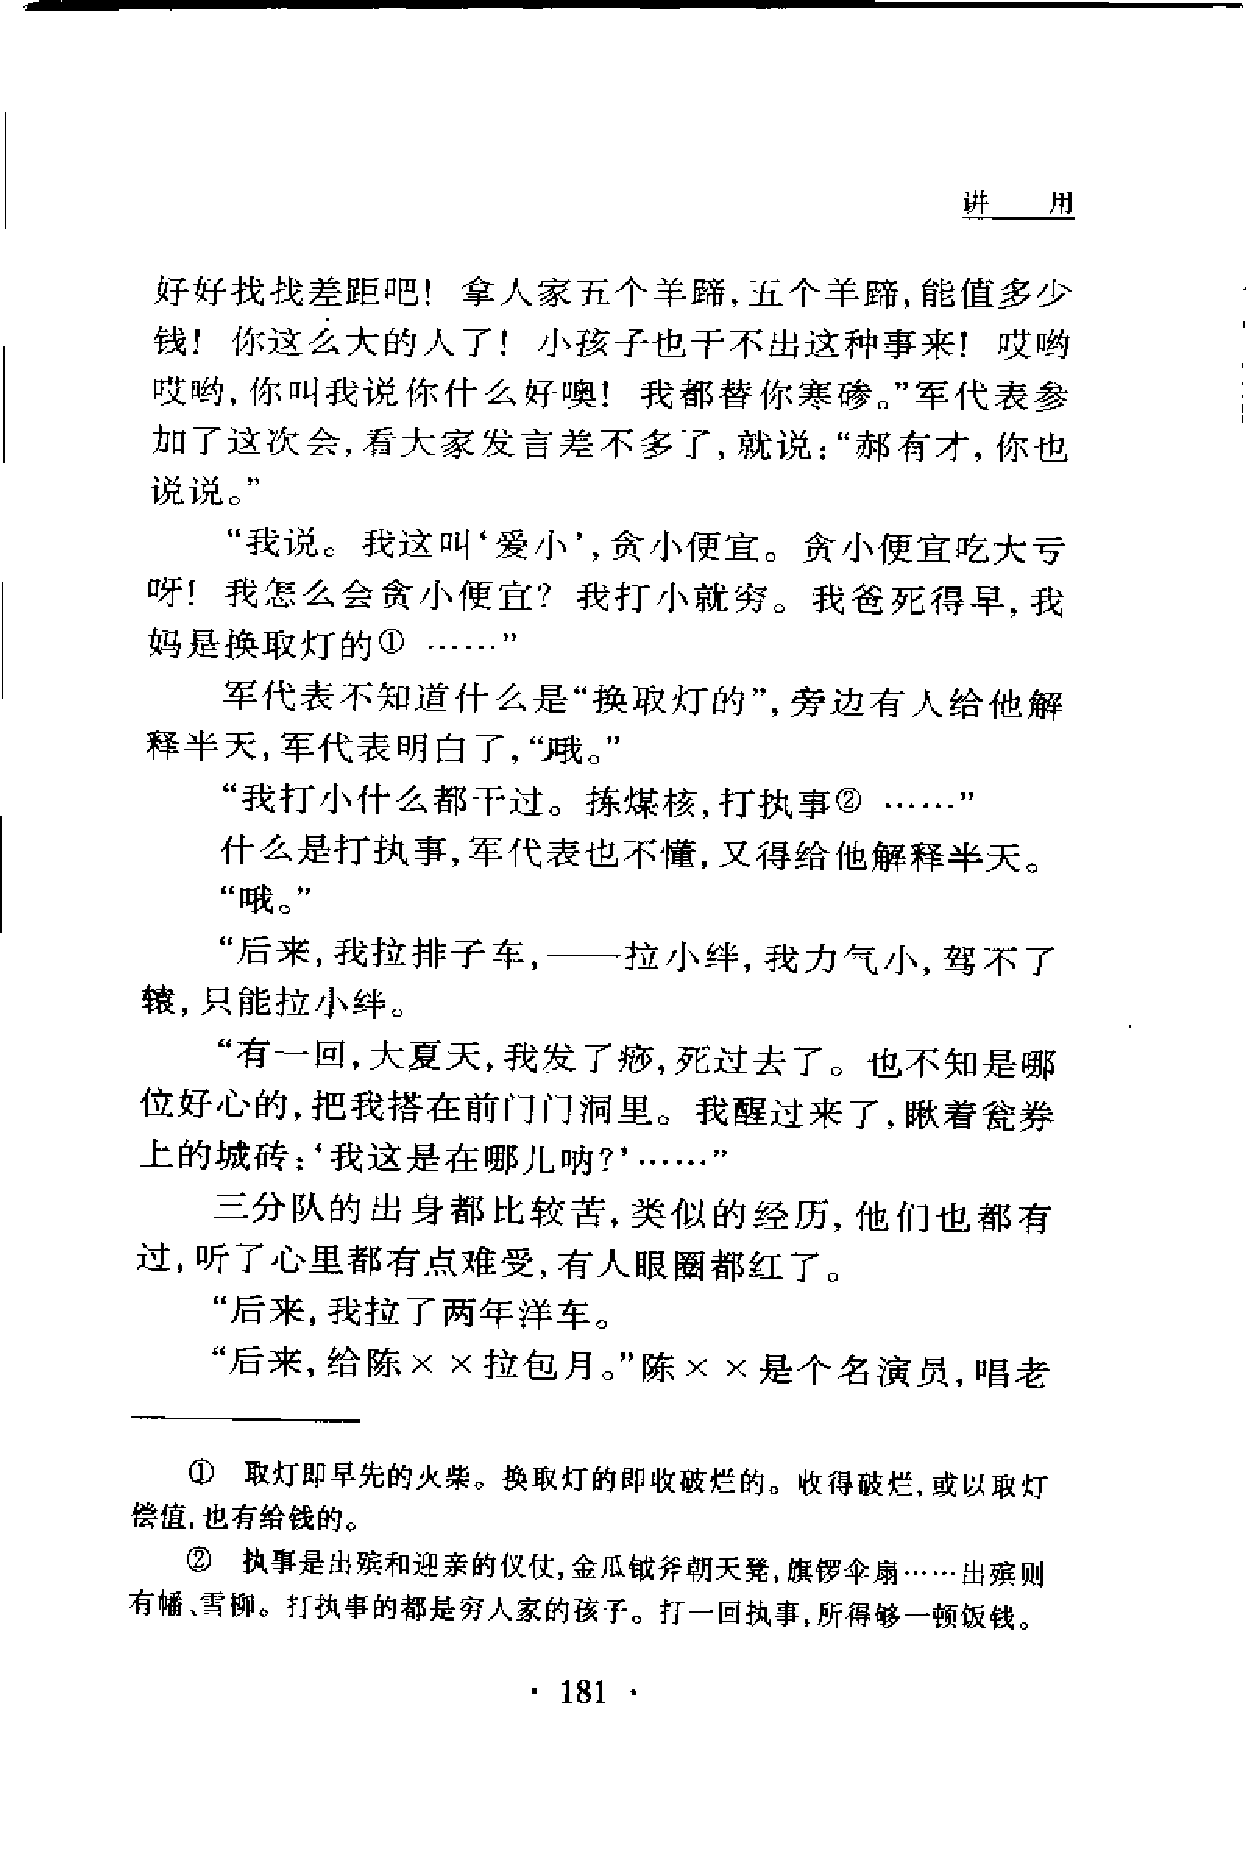 讲 用
好好找找差距吧！拿人家五个羊蹄，五个羊蹄，能值多少
钱！你这么大的人了！小孩子也干不出这种事来！哎哟
哎哟，你叫我说你什么好噢！我都替你寒碜。”军代表参
加了这次会，看大家发言差不多了，就说：“郝有才，你也
说说。”
“我说。我这叫‘爱小’，贪小便宜。贪小便宜吃大亏
呀！我怎么会贪小便宜？我打小就穷。我爸死得早，我
妈是换取灯的①……”
军代表不知道什么是“换取灯的”，旁边有人给他解
释半天，军代表明白了，“哦。”
“我打小什么都干过。拣煤核，打执事②……”
什么是打执事，军代表也不懂，又得给他解释半天。
“哦。”
“后来，我拉排子车，——拉小绊，我力气小，驾不了
辕，只能拉小绊。
“有一回，大夏天，我发了痧，死过去了。也不知是哪
位好心的，把我搭在前门门洞里。我醒过来了，瞅着瓮券
上的城砖：‘我这是在哪儿呐？’……”
三分队的出身都比较苦，类似的经历，他们也都有
过，听了心里都有点难受，有人眼圈都红了。
“后来，我拉了两年洋车。
“后来，给陈××拉包月。”陈××是个名演员，唱老
① 取灯即早先的火柴。换取灯的即收破烂的。收得破烂，或以取灯
偿值，也有给钱的。
② 执事是出殡和迎亲的仪仗，金瓜钺斧朝天凳，旗锣伞扇……出殡则
有幡、雪柳。打执事的都是穷人家的孩子。打一回执事，所得够一顿饭钱。
· 181 ·